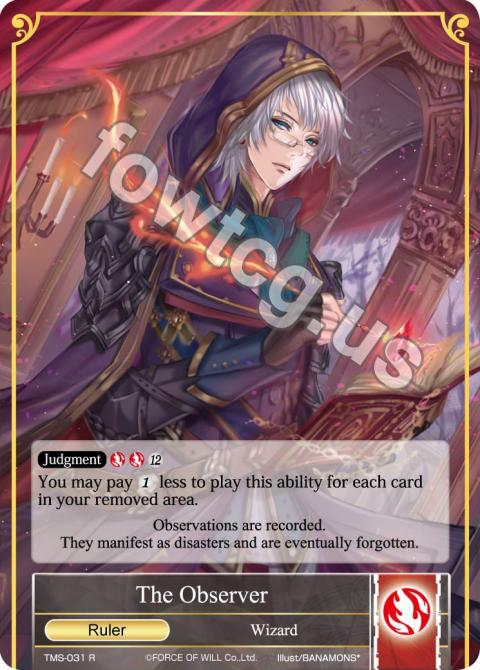 fowtcg.us
Judgment 12
You may pay 1 less to play this ability for each card
in your removed area.
Observations are recorded.
They manifest as disasters and are eventually forgotten.
The Observer
Ruler
Wizard
TMS-031 R
©FORCE OF WILL Co.,Ltd.
Illust/BANAMONS*